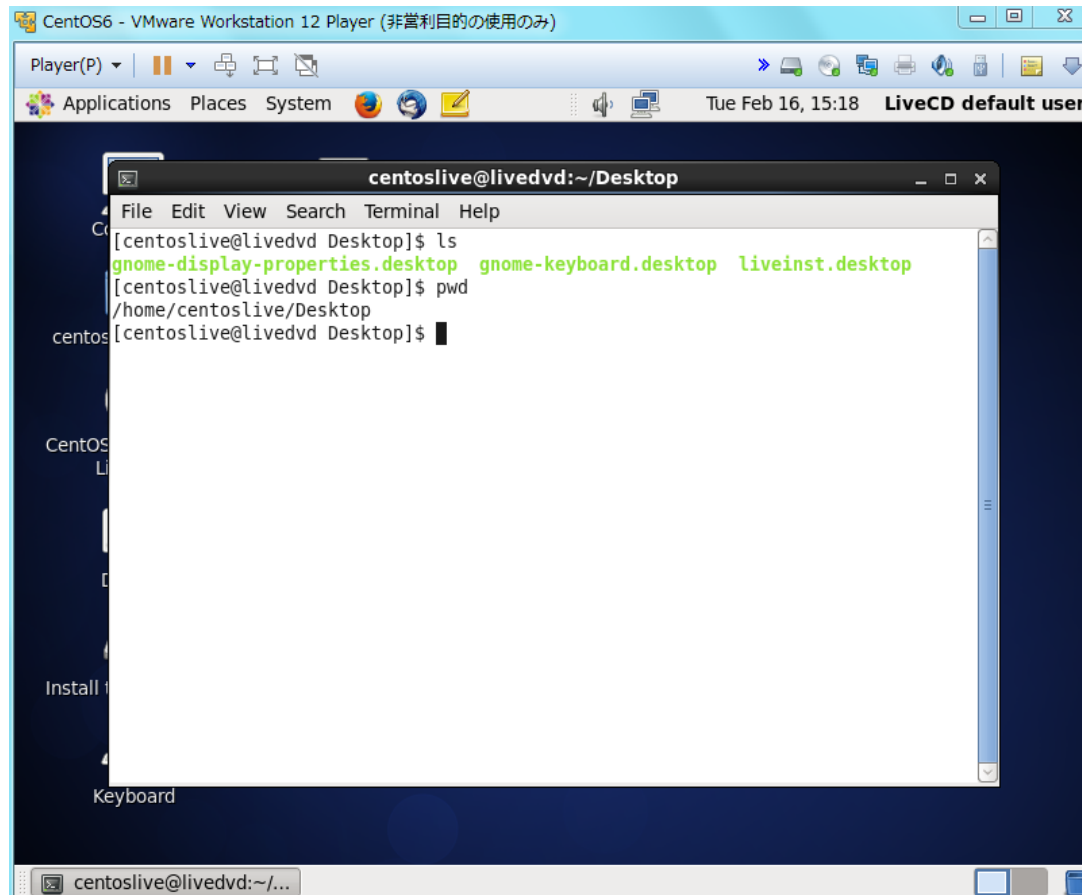 CentOS6 - VMware Workstation 12 Player (非営利目的の使用のみ)
Player(P)
Applications Places System Tue Feb 16, 15:18 LiveCD default user
centoslive@livedvd:~/Desktop
File Edit View Search Terminal Help
[centoslive@livedvd Desktop]$ ls
gnome-display-properties.desktop gnome-keyboard.desktop liveinst.desktop
[centoslive@livedvd Desktop]$ pwd
/home/centoslive/Desktop
[centoslive@livedvd Desktop]$
CentOS
Install
Keyboard
centoslive@livedvd:~/...